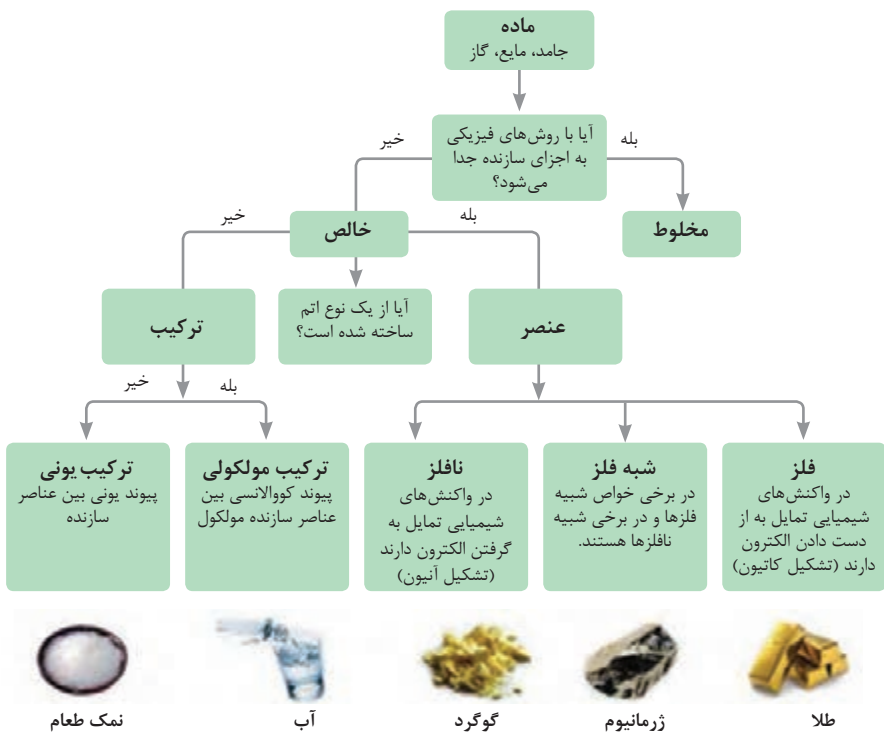 ماده
جامد، مایع، گاز
آیا با روش‌های فیزیکی
به اجزای سازنده جدا
می‌شود؟
بله
خیر
مخلوط
خالص
بله
خیر
آیا از یک نوع اتم
ساخته شده است؟
عنصر
ترکیب
بله
خیر
فلز
در واکنش‌های
شیمیایی تمایل به از
دست دادن الکترون
دارند (تشکیل کاتیون)
شبه فلز
در برخی خواص شبیه
فلزها و در برخی شبیه
نافلزها هستند.
نافلز
در واکنش‌های
شیمیایی تمایل به
گرفتن الکترون دارند
(تشکیل آنیون)
ترکیب مولکولی
پیوند کووالانسی بین
عناصر سازنده مولکول
ترکیب یونی
پیوند یونی بین عناصر
سازنده
طلا
ژرمانیوم
گوگرد
آب
نمک طعام